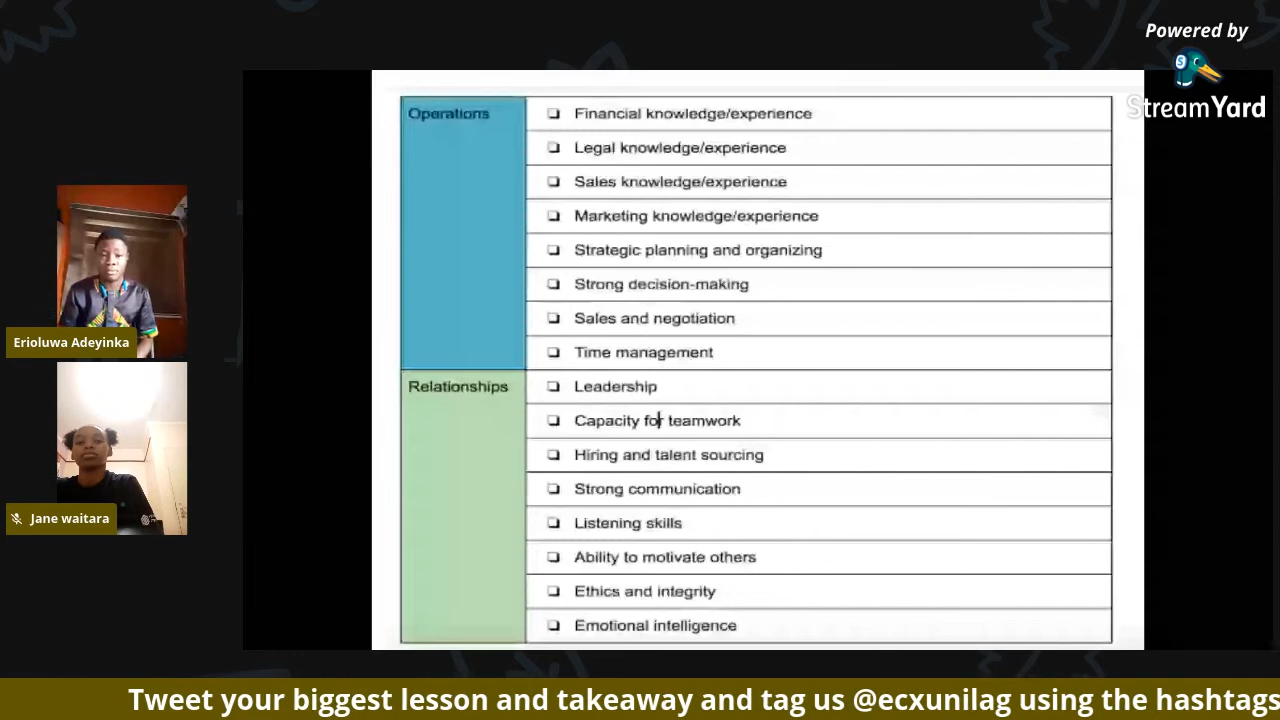 Powered by
StreamYard
Operations
Financial knowledge/experience
Legal knowledge/experience
Sales knowledge/experience
Marketing knowledge/experience
Strategic planning and organizing
Strong decision-making
Sales and negotiation
Time management
Relationships
Leadership
Capacity for teamwork
Hiring and talent sourcing
Strong communication
Listening skills
Ability to motivate others
Ethics and integrity
Emotional intelligence
Erioluwa Adeyinka
Jane waitara
Tweet your biggest lesson and takeaway and tag us @ecxunilag using the hashtags